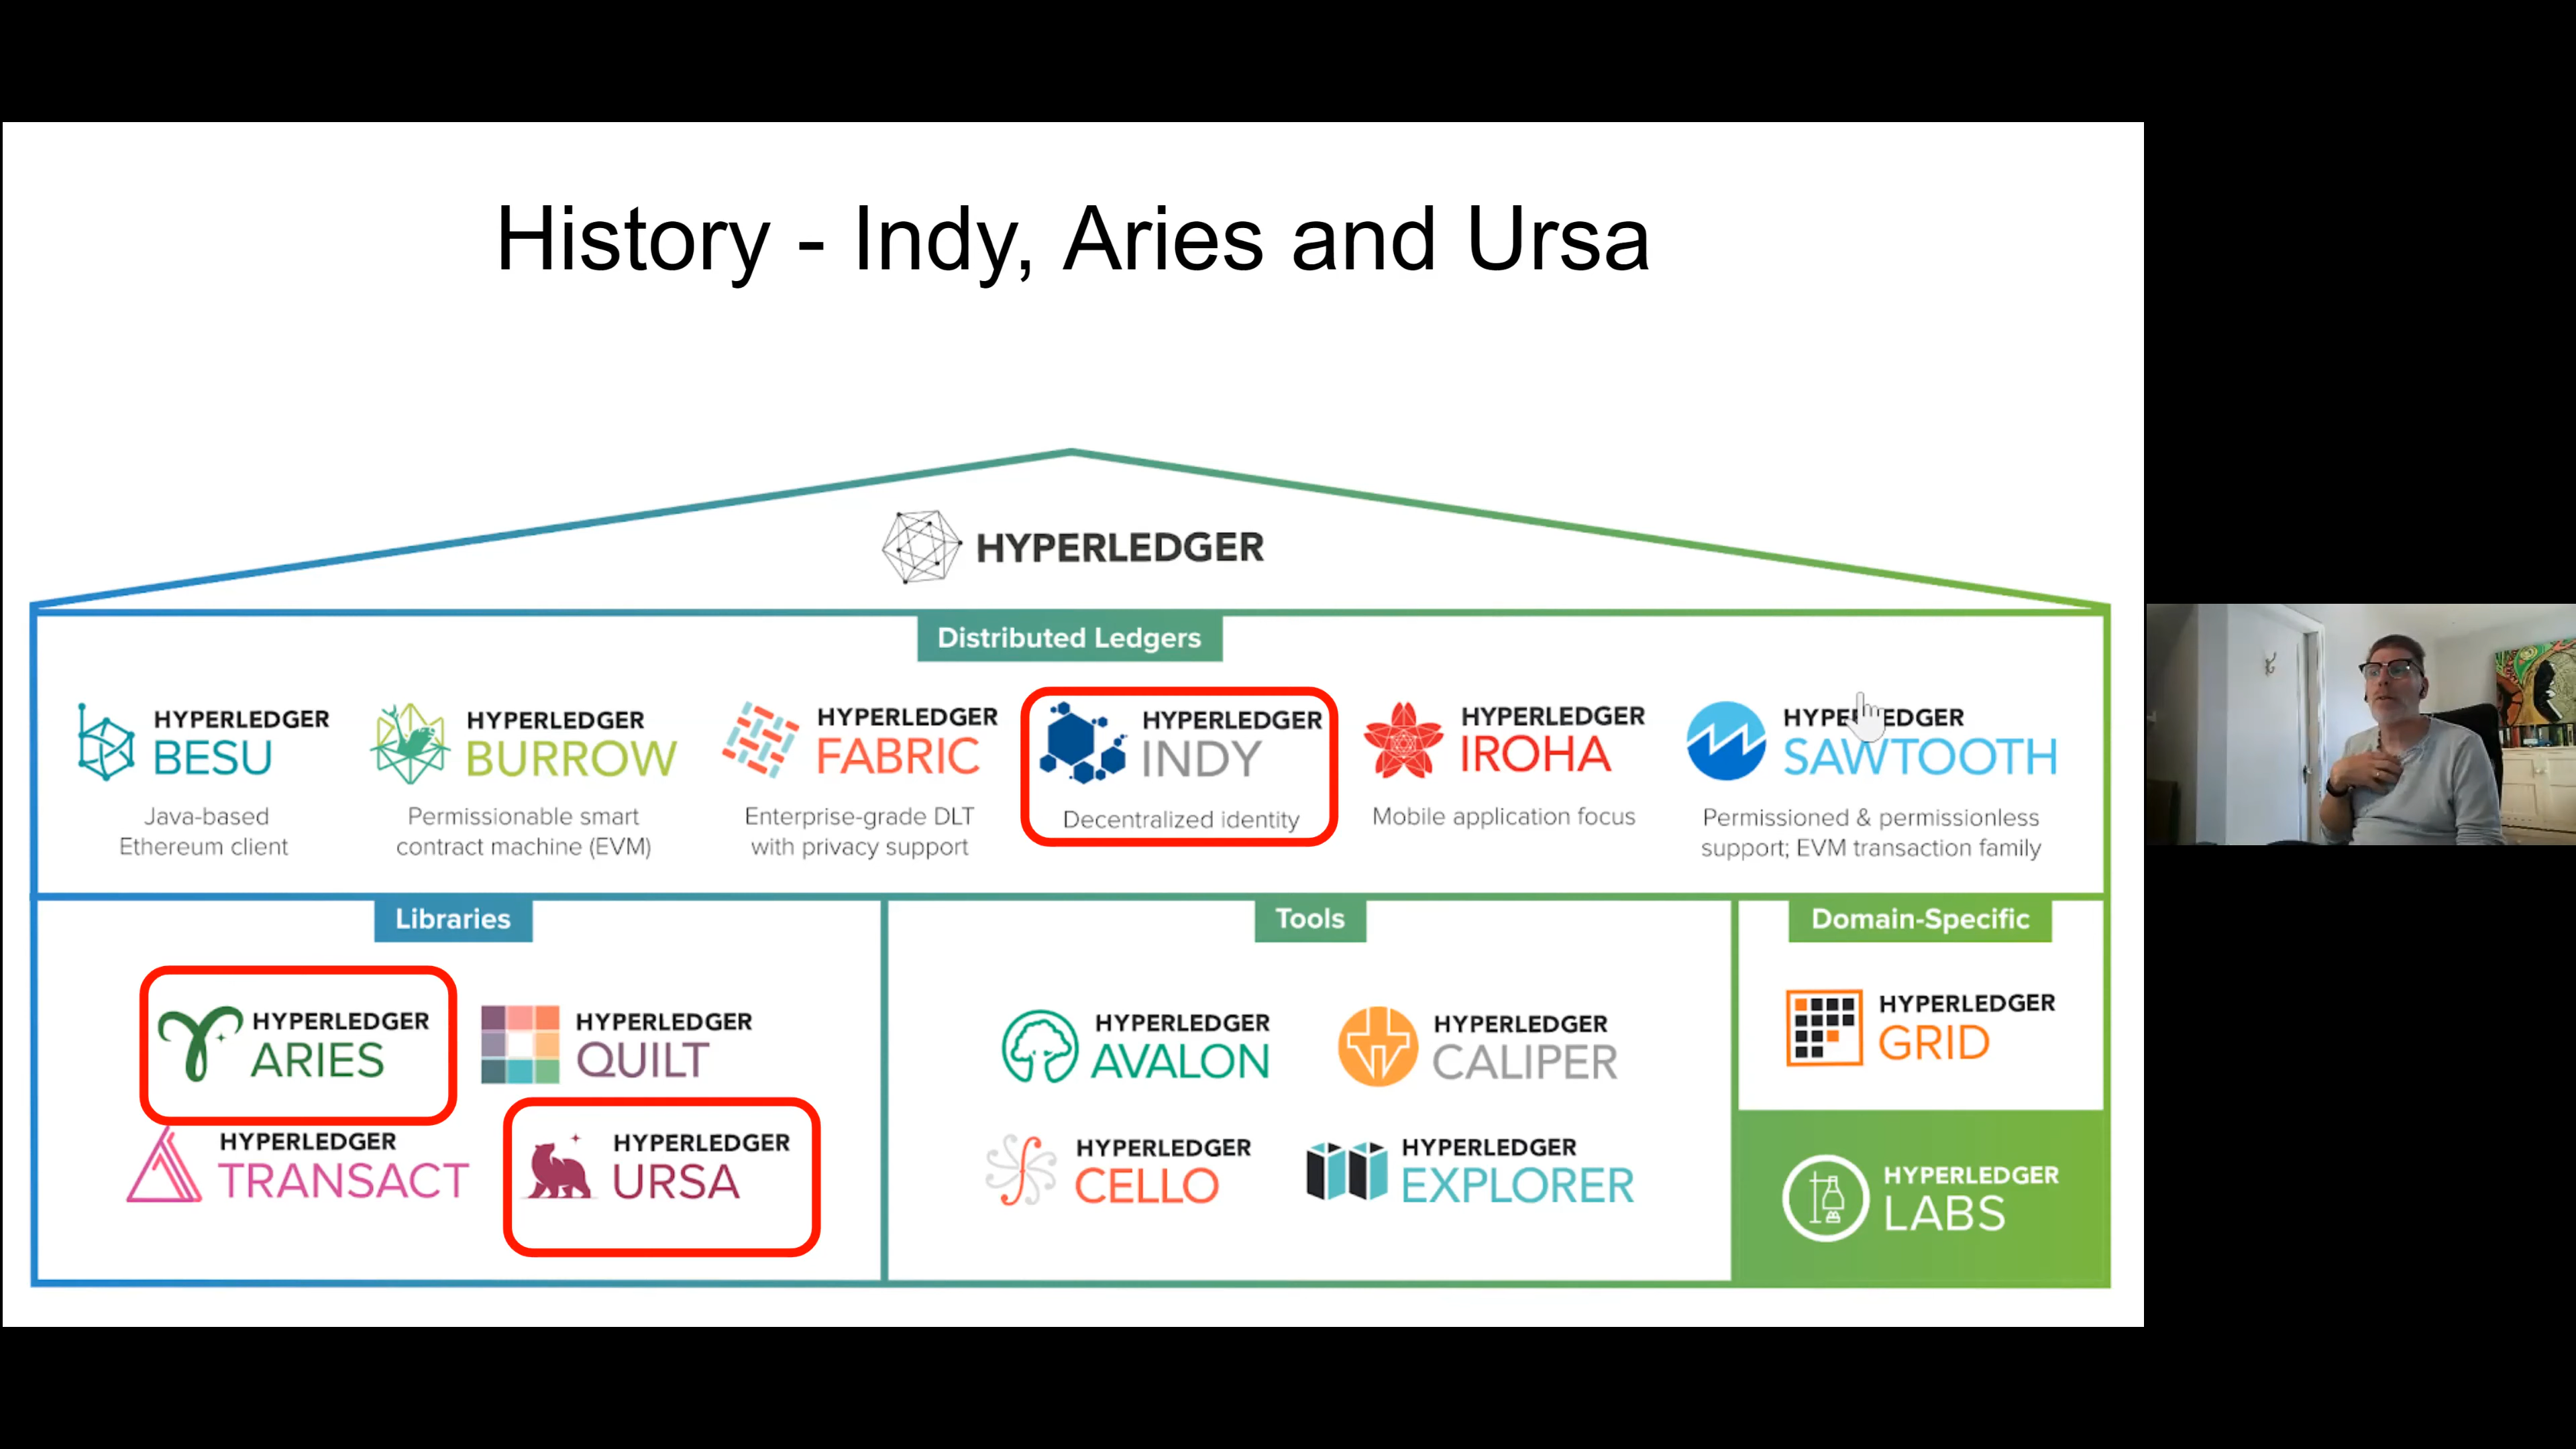 History - Indy, Aries and Ursa
HYPERLEDGER
Distributed Ledgers
HYPERLEDGER
BESU
Java-based
Ethereum client
HYPERLEDGER
BURROW
Permissionable smart
contract machine (EVM)
HYPERLEDGER
FABRIC
Enterprise-grade DLT
with privacy support
HYPERLEDGER
INDY
Decentralized identity
HYPERLEDGER
IROHA
Mobile application focus
HYPERLEDGER
SAWTOOTH
Permissioned & permissionless
support; EVM transaction family
Libraries
HYPERLEDGER
ARIES
HYPERLEDGER
QUILT
HYPERLEDGER
TRANSACT
HYPERLEDGER
URSA
Tools
HYPERLEDGER
AVALON
HYPERLEDGER
CALIPER
HYPERLEDGER
CELLO
HYPERLEDGER
EXPLORER
Domain-Specific
HYPERLEDGER
GRID
HYPERLEDGER
LABS